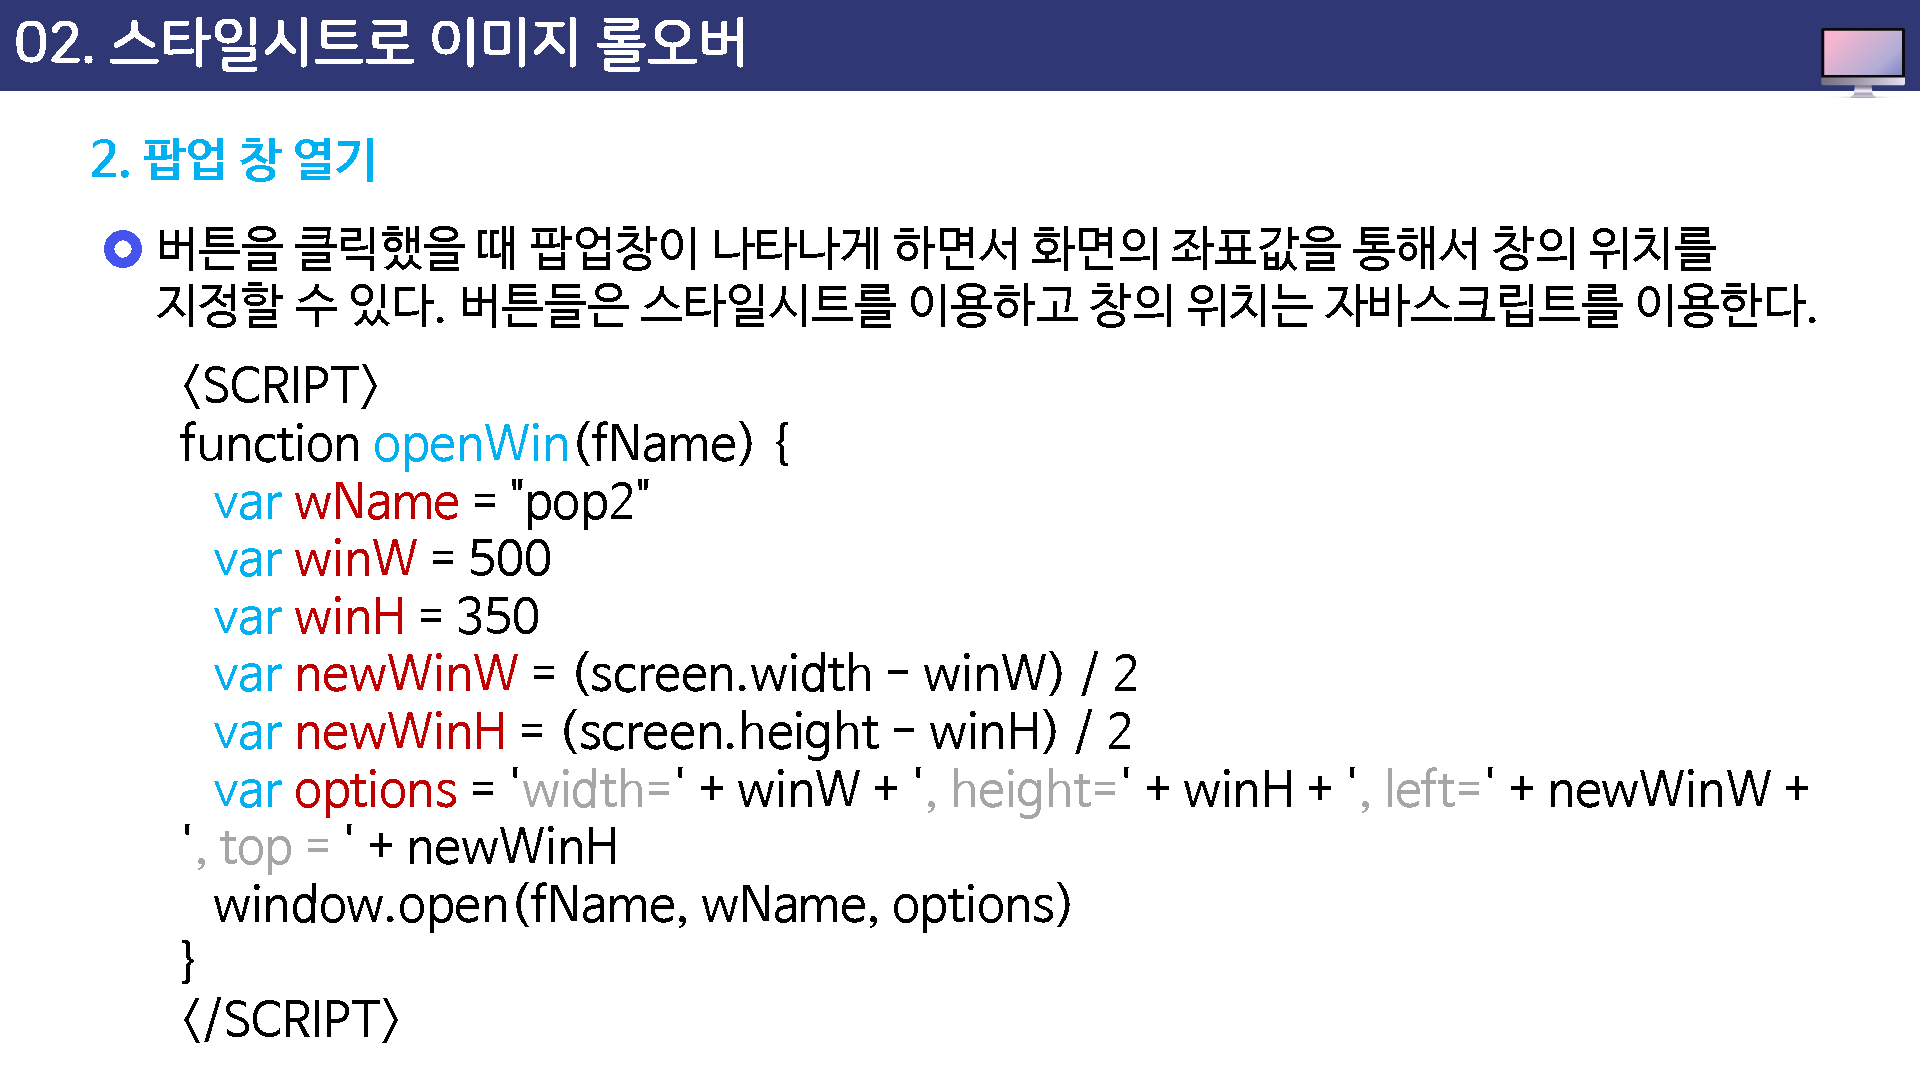 02. 스타일시트로 이미지 롤오버
2. 팝업 창 열기
버튼을 클릭했을 때 팝업창이 나타나게 하면서 화면의 좌표값을 통해서 창의 위치를
지정할 수 있다. 버튼들은 스타일시트를 이용하고 창의 위치는 자바스크립트를 이용한다.
<SCRIPT>
function openWin(fName) {
var wName = "pop2"
var winW = 500
var winH = 350
var newWinW = (screen.width - winW) / 2
var newWinH = (screen.height - winH) / 2
var options = 'width=' + winW + ', height=' + winH + ', left=' + newWinW +
', top = ' + newWinH
window.open(fName, wName, options)
}
</SCRIPT>